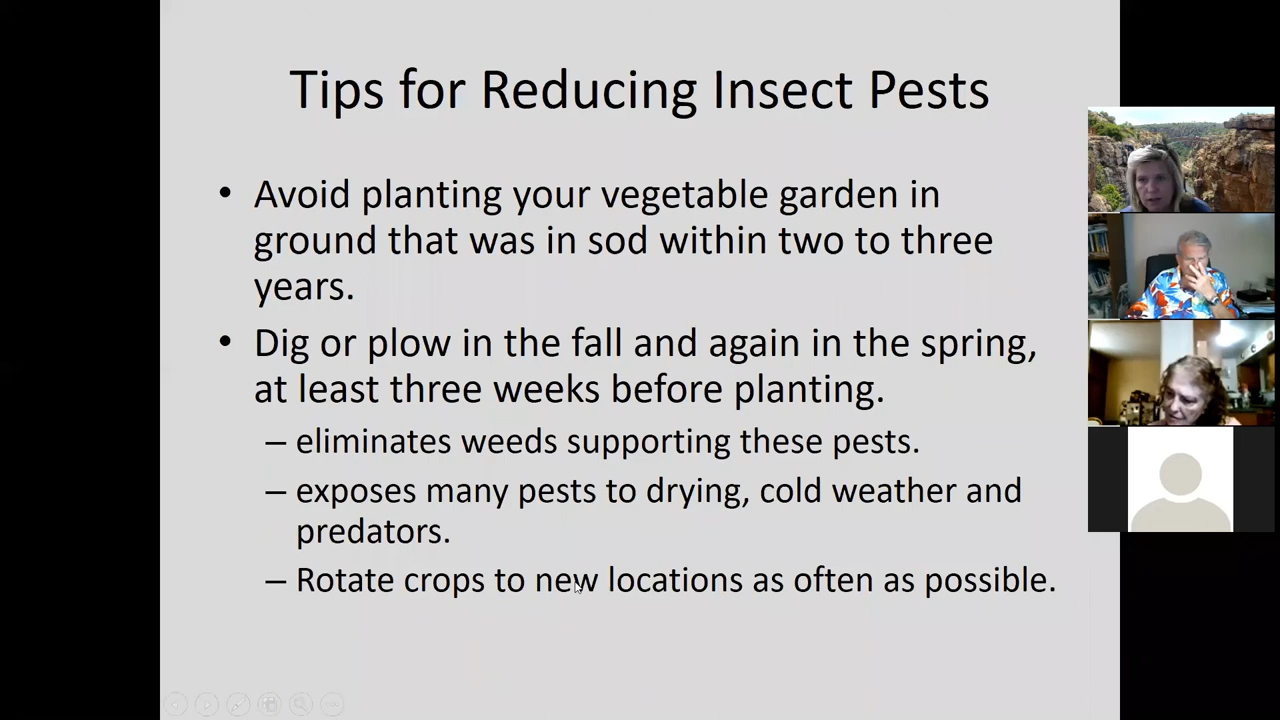 Tips for Reducing Insect Pests
• Avoid planting your vegetable garden in
ground that was in sod within two to three
years.
• Dig or plow in the fall and again in the spring,
at least three weeks before planting.
– eliminates weeds supporting these pests.
– exposes many pests to drying, cold weather and
predators.
– Rotate crops to new locations as often as possible.